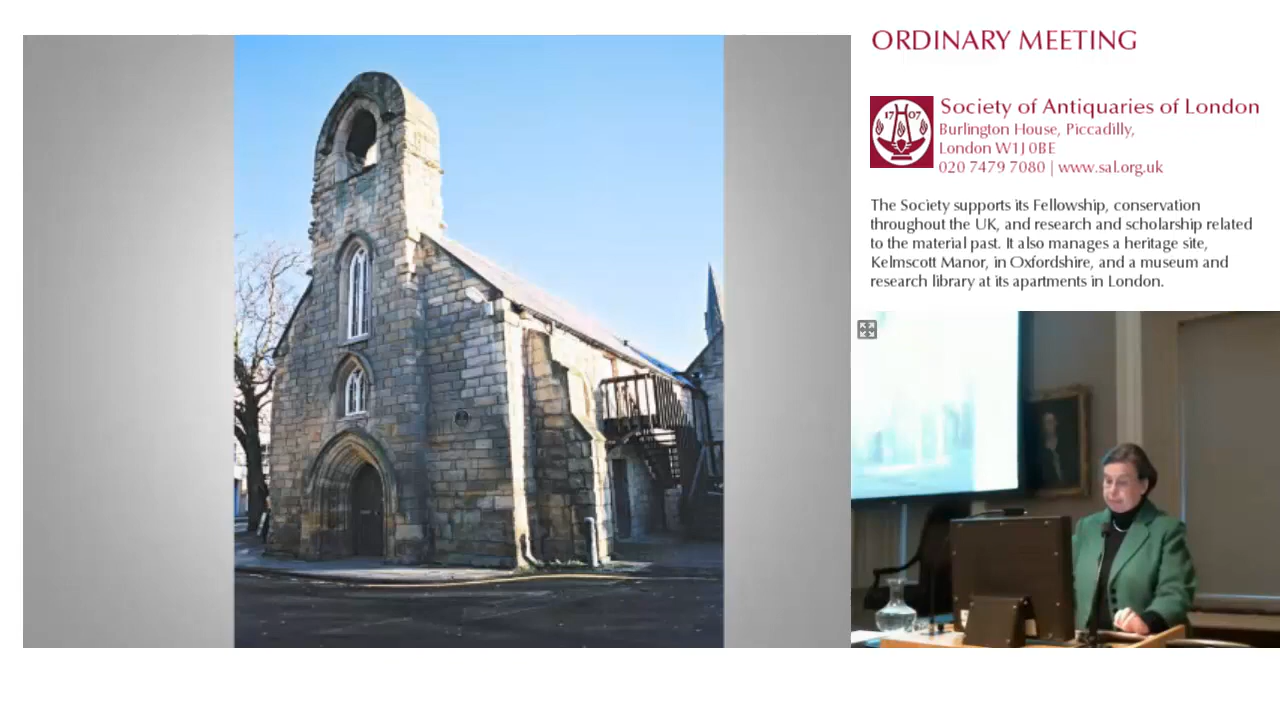 ORDINARY MEETING
17 07
Society of Antiquaries of London
Burlington House, Piccadilly,
London W1J 0BE
020 7479 7080 | www.sal.org.uk
The Society supports its Fellowship, conservation
throughout the UK, and research and scholarship related
to the material past. It also manages a heritage site,
Kelmscott Manor, in Oxfordshire, and a museum and
research library at its apartments in London.